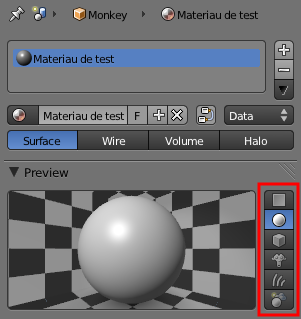 Monkey Materiau de test
Materiau de test
Materiau de test F Data
Surface Wire Volume Halo
Preview